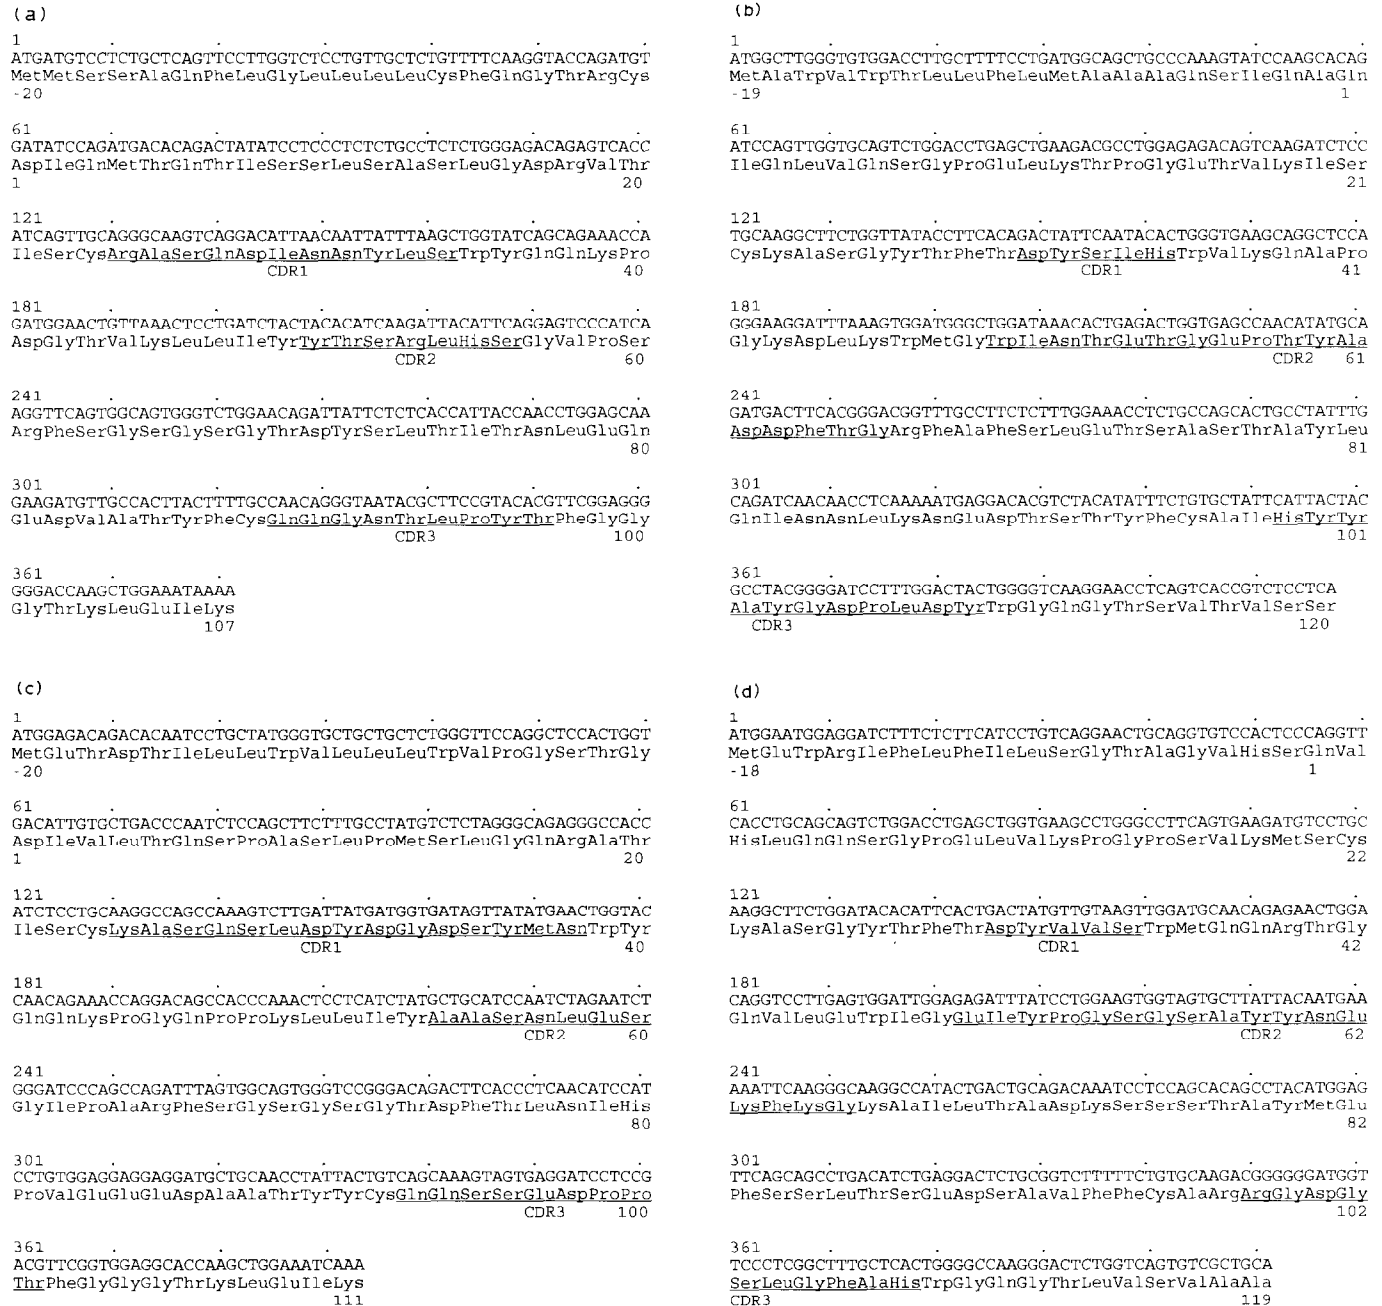 (a)
1
ATGATGTCCTCTGCTCAGTTCCTTGGTCTCCTGTTGCTCTGTTTTCAAGGTACCAGATGT
MetMetSerSerAlaGlnPheLeuGlyLeuLeuLeuLeuCysPheGlnGlyThrArgCys
-20
61
GATATCCAGATGACACAGACTATATCCTCCCTCTCTGCCTCTCTGGGAGACAGAGTCACC
AspIleGlnMetThrGlnThrIleSerSerLeuSerAlaSerLeuGlyAspArgValThr
1 20
121
ATCAGTTGCAGGGCAAGTCAGGACATTAACAATTATTTAAGCTGGTATCAGCAGAAACCA
IleSerCysArgAlaSerGlnAspIleAsnAsnTyrLeuSerTrpTyrGlnGlnLysPro
CDR1 40
181
GATGGAACTGTTAAACTCCTGATCTACTACACATCAAGATTACATTCAGGAGTCCCATCA
AspGlyThrValLysLeuLeuIleTyrTyrThrSerArgLeuHisSerGlyValProSer
CDR2 60
241
AGGTTCAGTGGCAGTGGGTCTGGAACAGATTATTCTCTCACCATTACCAACCTGGAGCAA
ArgPheSerGlySerGlySerGlyThrAspTyrSerLeuThrIleThrAsnLeuGluGln
80
301
GAAGATGTTGCCACTTACTTTTGCCAACAGGGTAATACGCTTCCGTACACGTTCGGAGGG
GluAspValAlaThrTyrPheCysGlnGlnGlyAsnThrLeuProTyrThrPheGlyGly
CDR3 100
361
GGGACCAAGCTGGAAATAAAA
GlyThrLysLeuGluIleLys
107
(b)
1
ATGGCTTGGGTGTGGACCTTGCTTTTCCTGATGGCAGCTGCCCAAAGTATCCAAGCACAG
MetAlaTrpValTrpThrLeuLeuPheLeuMetAlaAlaAlaGlnSerIleGlnAlaGln
-19 1
61
ATCCAGTTGGTGCAGTCTGGACCTGAGCTGAAGACGCCTGGAGAGACAGTCAAGATCTCC
IleGlnLeuValGlnSerGlyProGluLeuLysThrProGlyGluThrValLysIleSer
21
121
TGCAAGGCTTCTGGTTATACCTTCACAGACTATTCAATACACTGGGTGAAGCAGGCTCCA
CysLysAlaSerGlyTyrThrPheThrAspTyrSerIleHisTrpValLysGlnAlaPro
CDR1 41
181
GGGAAGGATTTAAAGTGGATGGGCTGGATAAACACTGAGACTGGTGAGCCAACATATGCA
GlyLysAspLeuLysTrpMetGlyTrpIleAsnThrGluThrGlyGluProThrTyrAla
CDR2 61
241
GATGACTTCACGGGACGGTTTGCCTTCTCTTTGGAAACCTCTGCCAGCACTGCCTATTTG
AspAspPheThrGlyArgPheAlaPheSerLeuGluThrSerAlaSerThrAlaTyrLeu
81
301
CAGATCAACAACCTCAAAAATGAGGACACGTCTACATATTTCTGTGCTATTCATTACTAC
GlnIleAsnAsnLeuLysAsnGluAspThrSerThrTyrPheCysAlaIleHisTyrTyr
101
361
GCCTACGGGGATCCTTTGGACTACTGGGGTCAAGGAACCTCAGTCACCGTCTCCTCA
AlaTyrGlyAspProLeuAspTyrTrpGlyGlnGlyThrSerValThrValSerSer
CDR3 120
(c)
1
ATGGAGACAGACACAATCCTGCTATGGGTGCTGCTGCTCTGGGTTCCAGGCTCCACTGGT
MetGluThrAspThrIleLeuLeuTrpValLeuLeuLeuTrpValProGlySerThrGly
-20
61
GACATTGTGCTGACCCAATCTCCAGCTTCTTTGCCTATGTCTCTAGGGCAGAGGGCCACC
AspIleValLeuThrGlnSerProAlaSerLeuProMetSerLeuGlyGlnArgAlaThr
1 20
121
ATCTCCTGCAAGGCCAGCCAAAGTCTTGATTATGATGGTGATAGTTATATGAACTGGTAC
IleSerCysLysAlaSerGlnSerLeuAspTyrAspGlyAspSerTyrMetAsnTrpTyr
CDR1 40
181
CAACAGAAACCAGGACAGCCACCCAAACTCCTCATCTATGCTGCATCCAATCTAGAATCT
GlnGlnLysProGlyGlnProProLysLeuLeuIleTyrAlaAlaSerAsnLeuGluSer
CDR2 60
241
GGGATCCCAGCCAGATTTAGTGGCAGTGGGTCCGGGACAGACTTCACCCTCAACATCCAT
GlyIleProAlaArgPheSerGlySerGlySerGlyThrAspPheThrLeuAsnIleHis
80
301
CCTGTGGAGGAGGAGGATGCTGCAACCTATTACTGTCAGCAAAGTAGTGAGGATCCTCCG
ProValGluGluGluAspAlaAlaThrTyrTyrCysGlnGlnSerSerGluAspProPro
CDR3 100
361
ACGTTCGGTGGAGGCACCAAGCTGGAAATCAAA
ThrPheGlyGlyGlyThrLysLeuGluIleLys
111
(d)
1
ATGGAATGGAGGATCTTTCTCTTCATCCTGTCAGGAACTGCAGGTGTCCACTCCCAGGTT
MetGluTrpArgIlePheLeuPheIleLeuSerGlyThrAlaGlyValHisSerGlnVal
-18 1
61
CACCTGCAGCAGTCTGGACCTGAGCTGGTGAAGCCTGGGCCTTCAGTGAAGATGTCCTGC
HisLeuGlnGlnSerGlyProGluLeuValLysProGlyProSerValLysMetSerCys
22
121
AAGGCTTCTGGATACACATTCACTGACTATGTTGTAAGTTGGATGCAACAGAGAACTGGA
LysAlaSerGlyTyrThrPheThrAspTyrValValSerTrpMetGlnGlnArgThrGly
CDR1 42
181
CAGGTCCTTGAGTGGATTGGAGAGATTTATCCTGGAAGTGGTAGTGCTTATTACAATGAA
GlnValLeuGluTrpIleGlyGluIleTyrProGlySerGlySerAlaTyrTyrAsnGlu
CDR2 62
241
AAATTCAAGGGCAAGGCCATACTGACTGCAGACAAATCCTCCAGCACAGCCTACATGGAG
LysPheLysGlyLysAlaIleLeuThrAlaAspLysSerSerSerThrAlaTyrMetGlu
82
301
TTCAGCAGCCTGACATCTGAGGACTCTGCGGTCTTTTTCTGTGCAAGACGGGGGGATGGT
PheSerSerLeuThrSerGluAspSerAlaValPhePheCysAlaArgArgGlyAspGly
102
361
TCCCTCGGCTTTGCTCACTGGGGCCAAGGGACTCTGGTCAGTGTCGCTGCA
SerLeuGlyPheAlaHisTrpGlyGlnGlyThrLeuValSerValAlaAla
CDR3 119